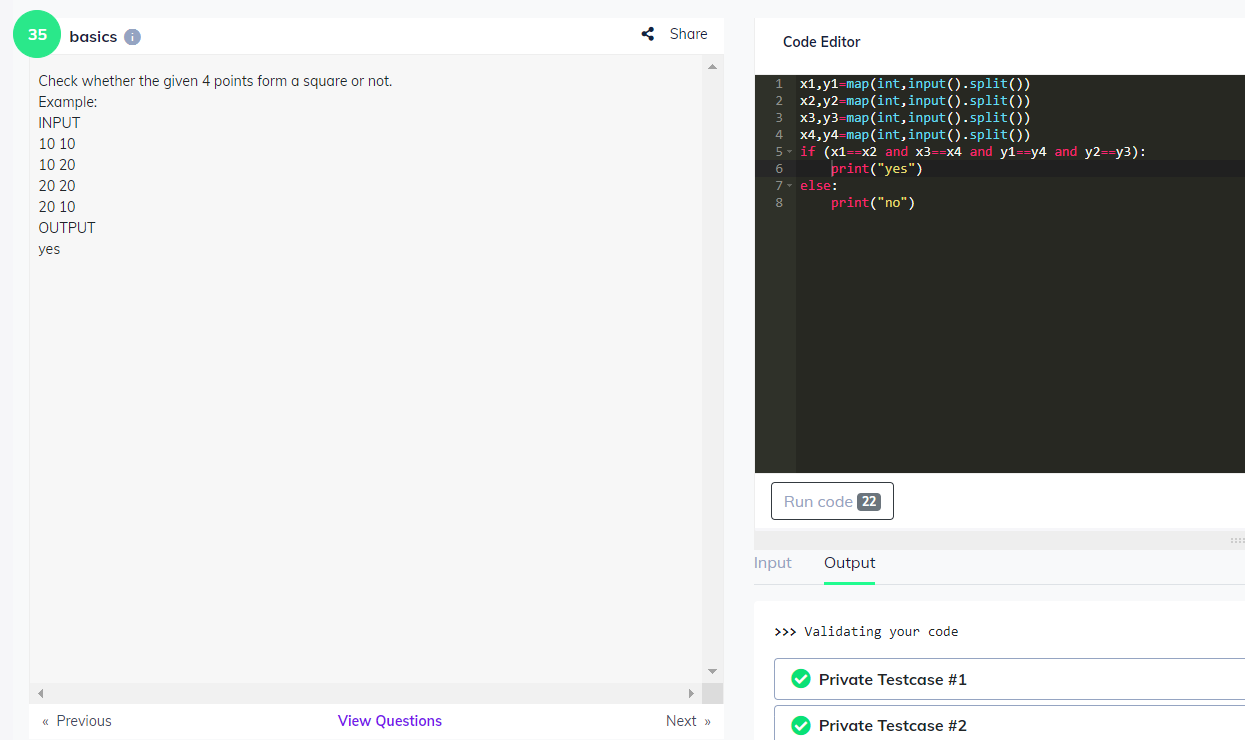 35 basics i
Share
Check whether the given 4 points form a square or not.
Example:
INPUT
10 10
10 20
20 20
20 10
OUTPUT
yes
« Previous
View Questions
Next »
Code Editor
1 x1,y1=map(int,input().split())
2 x2,y2=map(int,input().split())
3 x3,y3=map(int,input().split())
4 x4,y4=map(int,input().split())
5 if (x1==x2 and x3==x4 and y1==y4 and y2==y3):
6     print("yes")
7 else:
8     print("no")
Run code 22
Input Output
>>> Validating your code
Private Testcase #1
Private Testcase #2